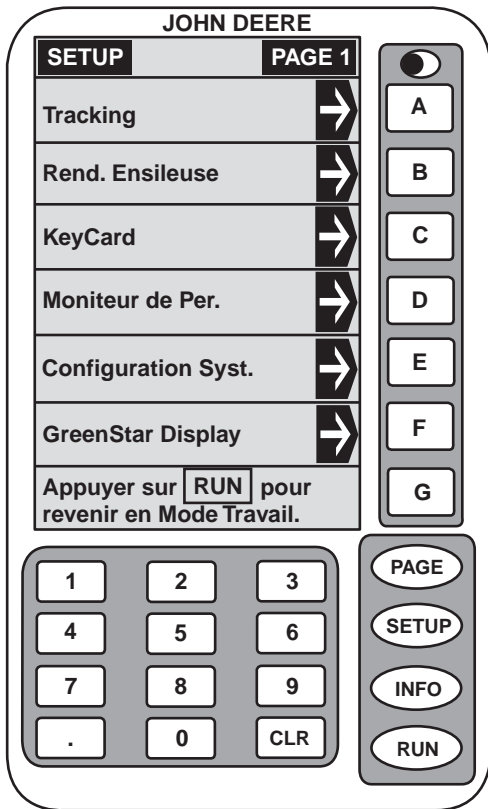 JOHN DEERE
SETUP PAGE 1
Tracking
Rend. Ensileuse
KeyCard
Moniteur de Per.
Configuration Syst.
GreenStar Display
Appuyer sur RUN pour
revenir en Mode Travail.
A
B
C
D
E
F
G
1 2 3
4 5 6
7 8 9
. 0 CLR
PAGE
SETUP
INFO
RUN